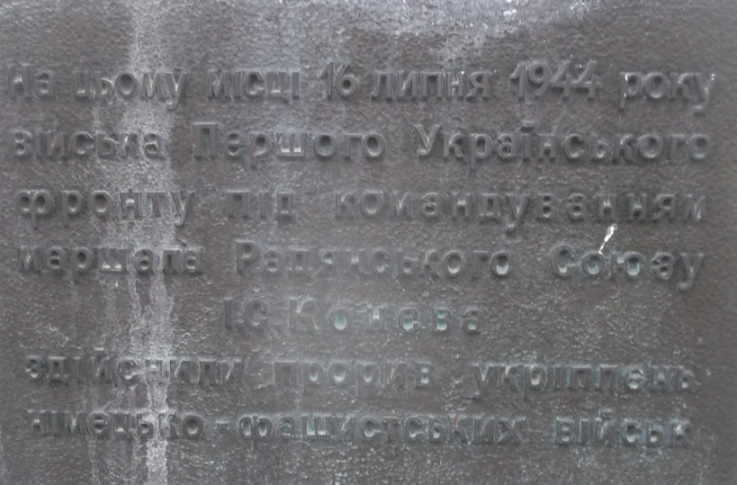 На цьому місці 16 липня 1944 року
війська Першого Українського
фронту під командуванням
маршала Радянського Союзу
І.С.Конєва
здійснили прорив укріплень
німецько-фашистських військ